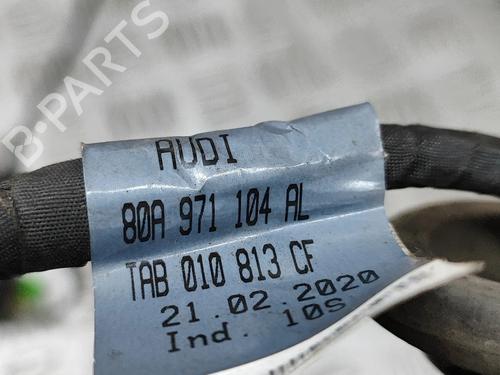 B-PARTS
AUDI
80A 971 104 AL
TAB 010 813 CF
21.02.2020
Ind. 10S